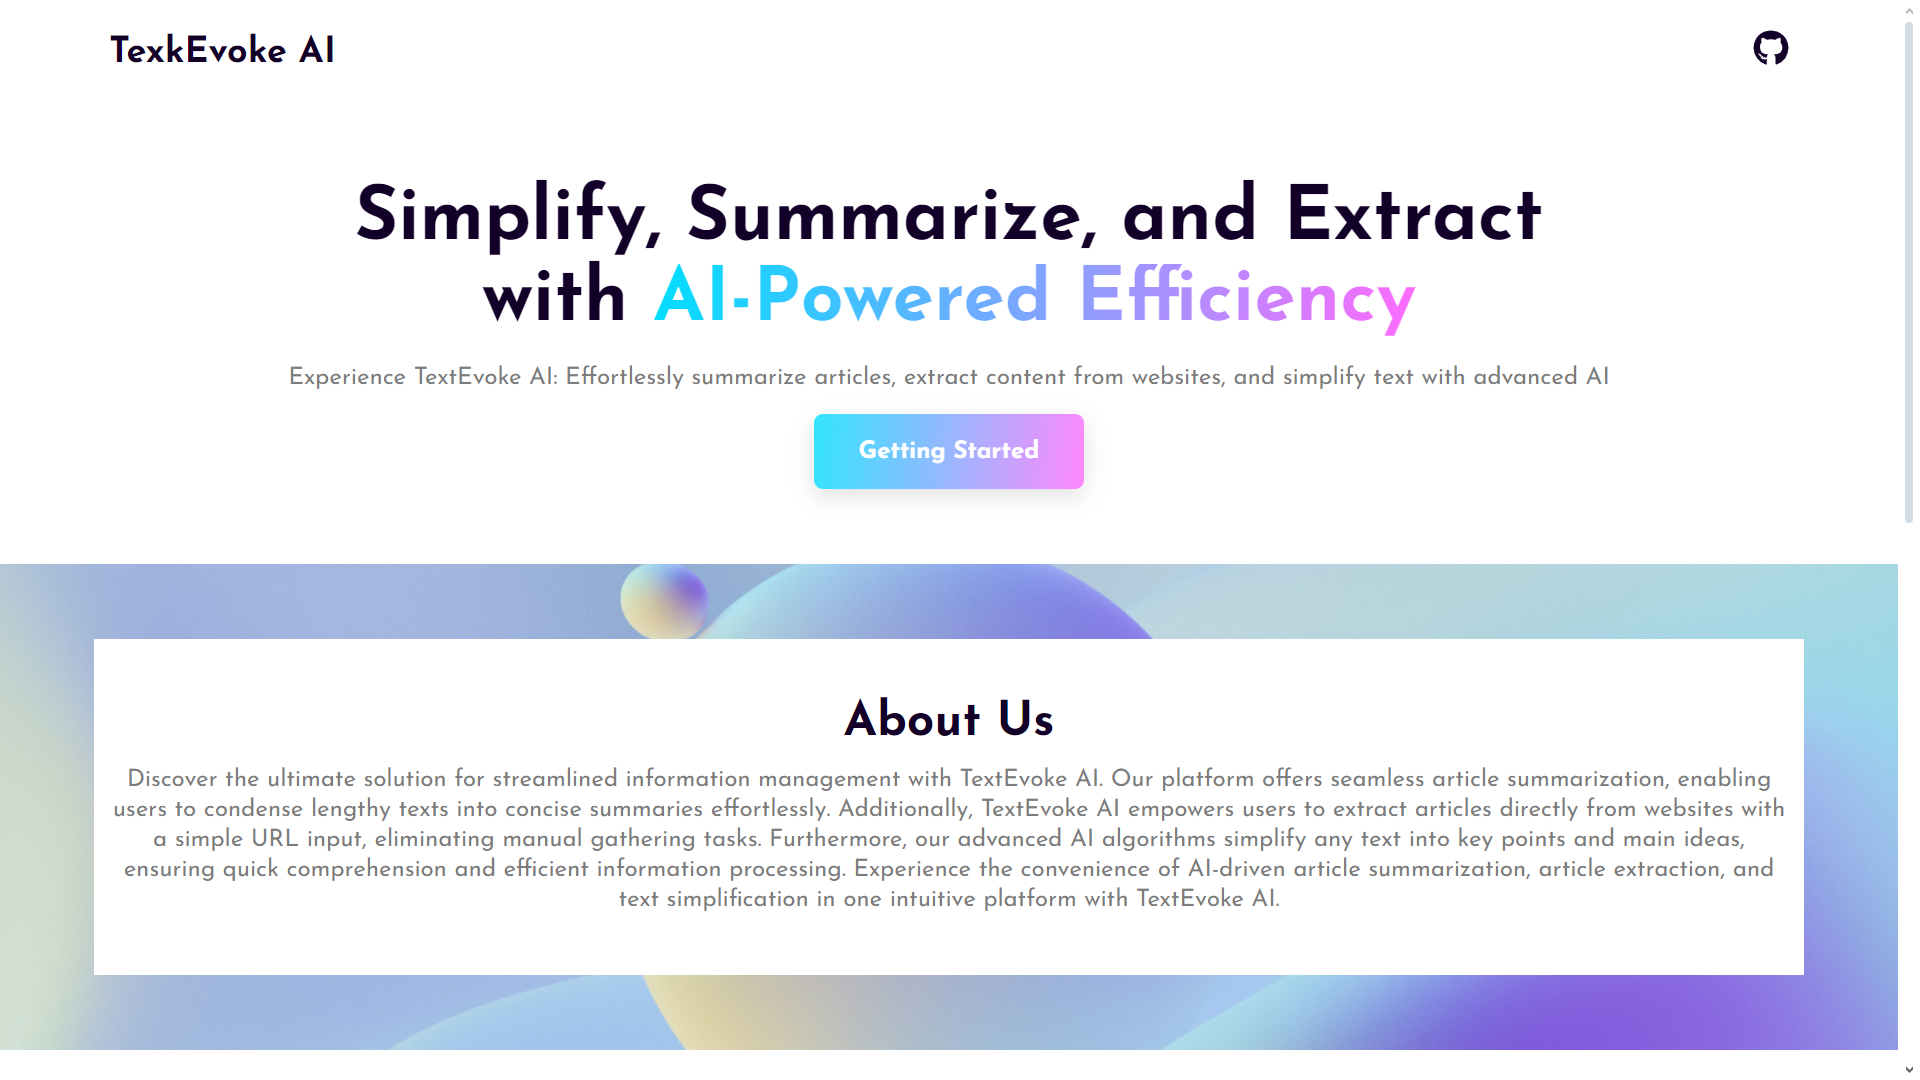 TexkEvoke AI
Simplify, Summarize, and Extract
with AI-Powered Efficiency
Experience TextEvoke AI: Effortlessly summarize articles, extract content from websites, and simplify text with advanced AI
Getting Started
About Us
Discover the ultimate solution for streamlined information management with TextEvoke AI. Our platform offers seamless article summarization, enabling
users to condense lengthy texts into concise summaries effortlessly. Additionally, TextEvoke AI empowers users to extract articles directly from websites with
a simple URL input, eliminating manual gathering tasks. Furthermore, our advanced AI algorithms simplify any text into key points and main ideas,
ensuring quick comprehension and efficient information processing. Experience the convenience of AI-driven article summarization, article extraction, and
text simplification in one intuitive platform with TextEvoke AI.